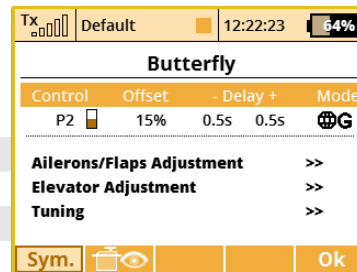 Tx Default 12:22:23 64%
Butterfly
Control Offset - Delay + Mode
P2 15% 0.5s 0.5s G
Ailerons/Flaps Adjustment >>
Elevator Adjustment >>
Tuning >>
Sym. Ok